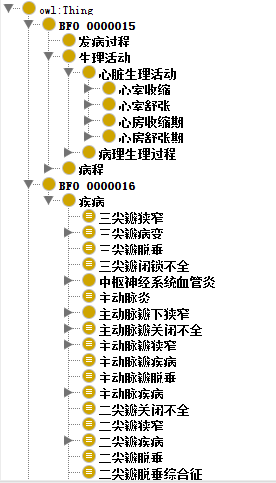 owl:Thing
BFO 0000015
发病过程
生理活动
心脏生理活动
心室收缩
心室舒张
心房收缩期
心房舒张期
病理生理过程
病程
BFO 0000016
疾病
三尖瓣狭窄
三尖瓣病变
三尖瓣脱垂
三尖瓣闭锁不全
中枢神经系统血管炎
主动脉炎
主动脉瓣下狭窄
主动脉瓣关闭不全
主动脉瓣狭窄
主动脉瓣疾病
主动脉瓣脱垂
主动脉疾病
二尖瓣关闭不全
二尖瓣狭窄
二尖瓣疾病
二尖瓣脱垂
二尖瓣脱垂综合征